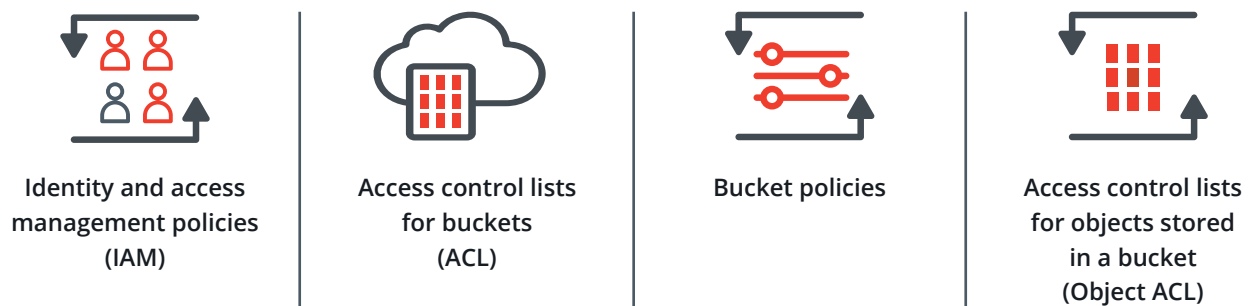 Identity and access
management policies
(IAM)
Access control lists
for buckets
(ACL)
Bucket policies
Access control lists
for objects stored
in a bucket
(Object ACL)